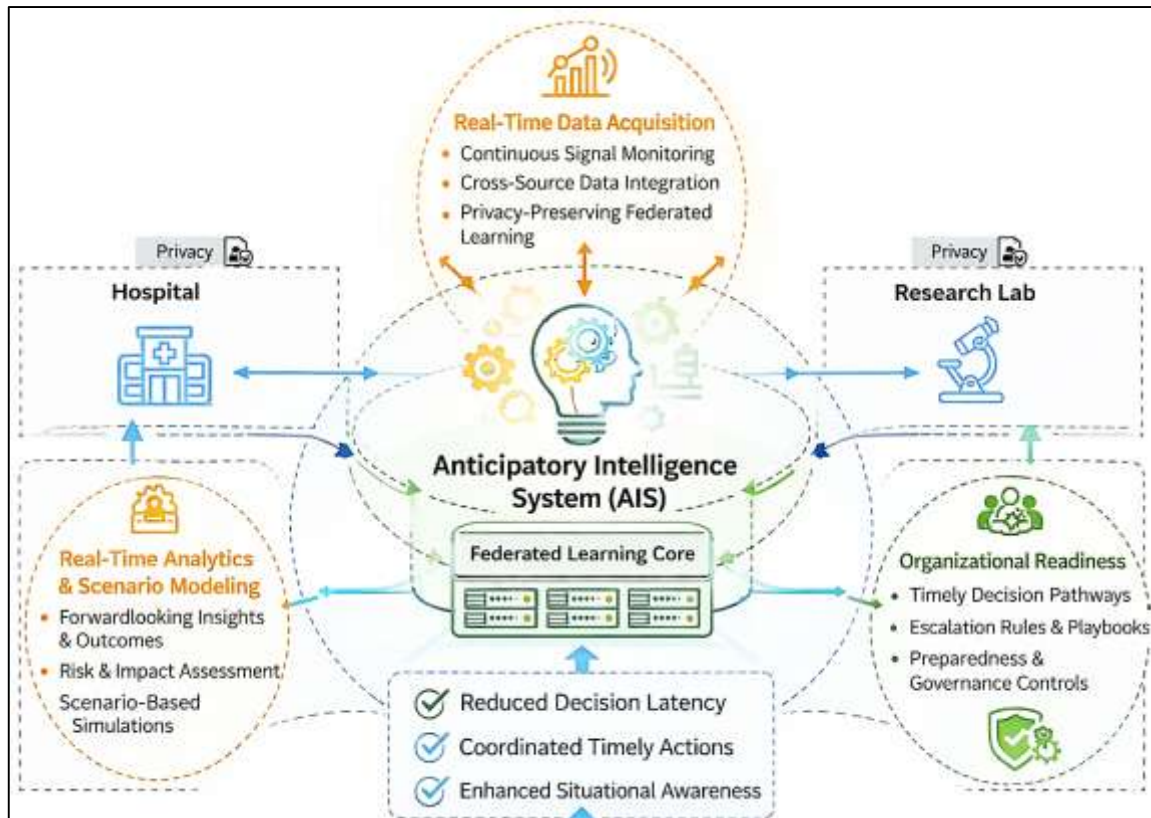 Real-Time Data Acquisition
• Continuous Signal Monitoring
• Cross-Source Data Integration
• Privacy-Preserving Federated
Learning
Privacy
Hospital
Privacy
Research Lab
Anticipatory Intelligence
System (AIS)
Federated Learning Core
Real-Time Analytics
& Scenario Modeling
• Forwardlooking Insights
& Outcomes
• Risk & Impact Assessment
Scenario-Based
Simulations
Organizational Readiness
• Timely Decision Pathways
• Escalation Rules & Playbooks
• Preparedness &
Governance Controls
Reduced Decision Latency
Coordinated Timely Actions
Enhanced Situational Awareness